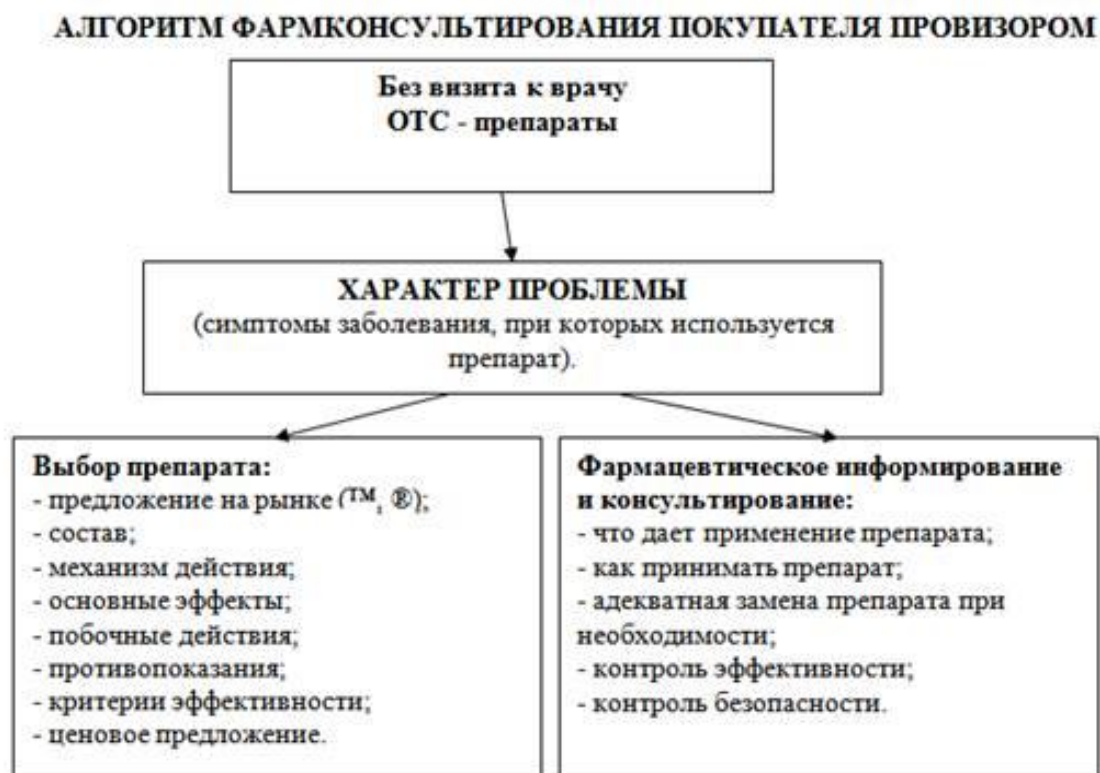 АЛГОРИТМ ФАРМКОНСУЛЬТИРОВАНИЯ ПОКУПАТЕЛЯ ПРОВИЗОРОМ
Без визита к врачу
ОТС - препараты
ХАРАКТЕР ПРОБЛЕМЫ
(симптомы заболевания, при которых используется
препарат).
Выбор препарата:
- предложение на рынке (™, ®);
- состав;
- механизм действия;
- основные эффекты;
- побочные действия;
- противопоказания;
- критерии эффективности;
- ценовое предложение.
Фармацевтическое информирование
и консультирование:
- что дает применение препарата;
- как принимать препарат;
- адекватная замена препарата при
необходимости;
- контроль эффективности;
- контроль безопасности.